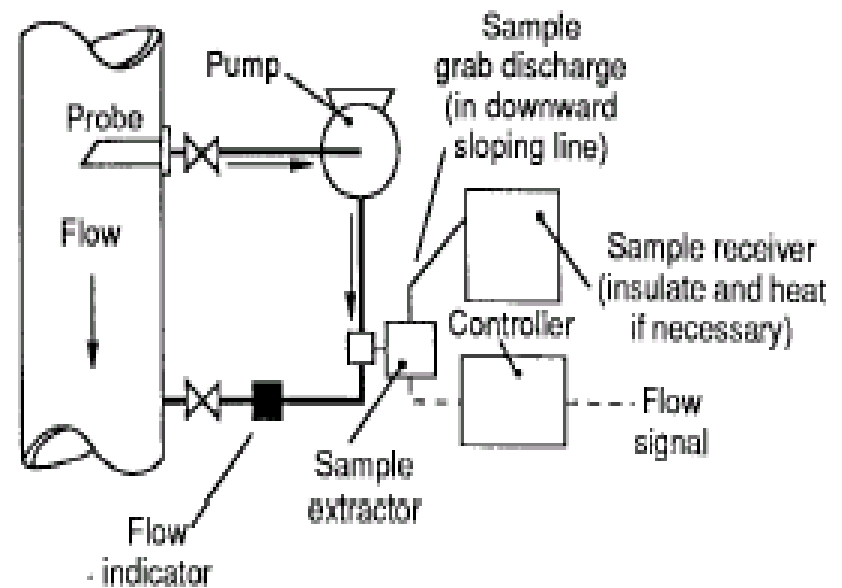 Sample
grab discharge
(in downward
sloping line)
Pump
Probe
Flow
Sample receiver
(insulate and heat
if necessary)
Controller
Flow
signal
Sample
extractor
Flow
- indicator